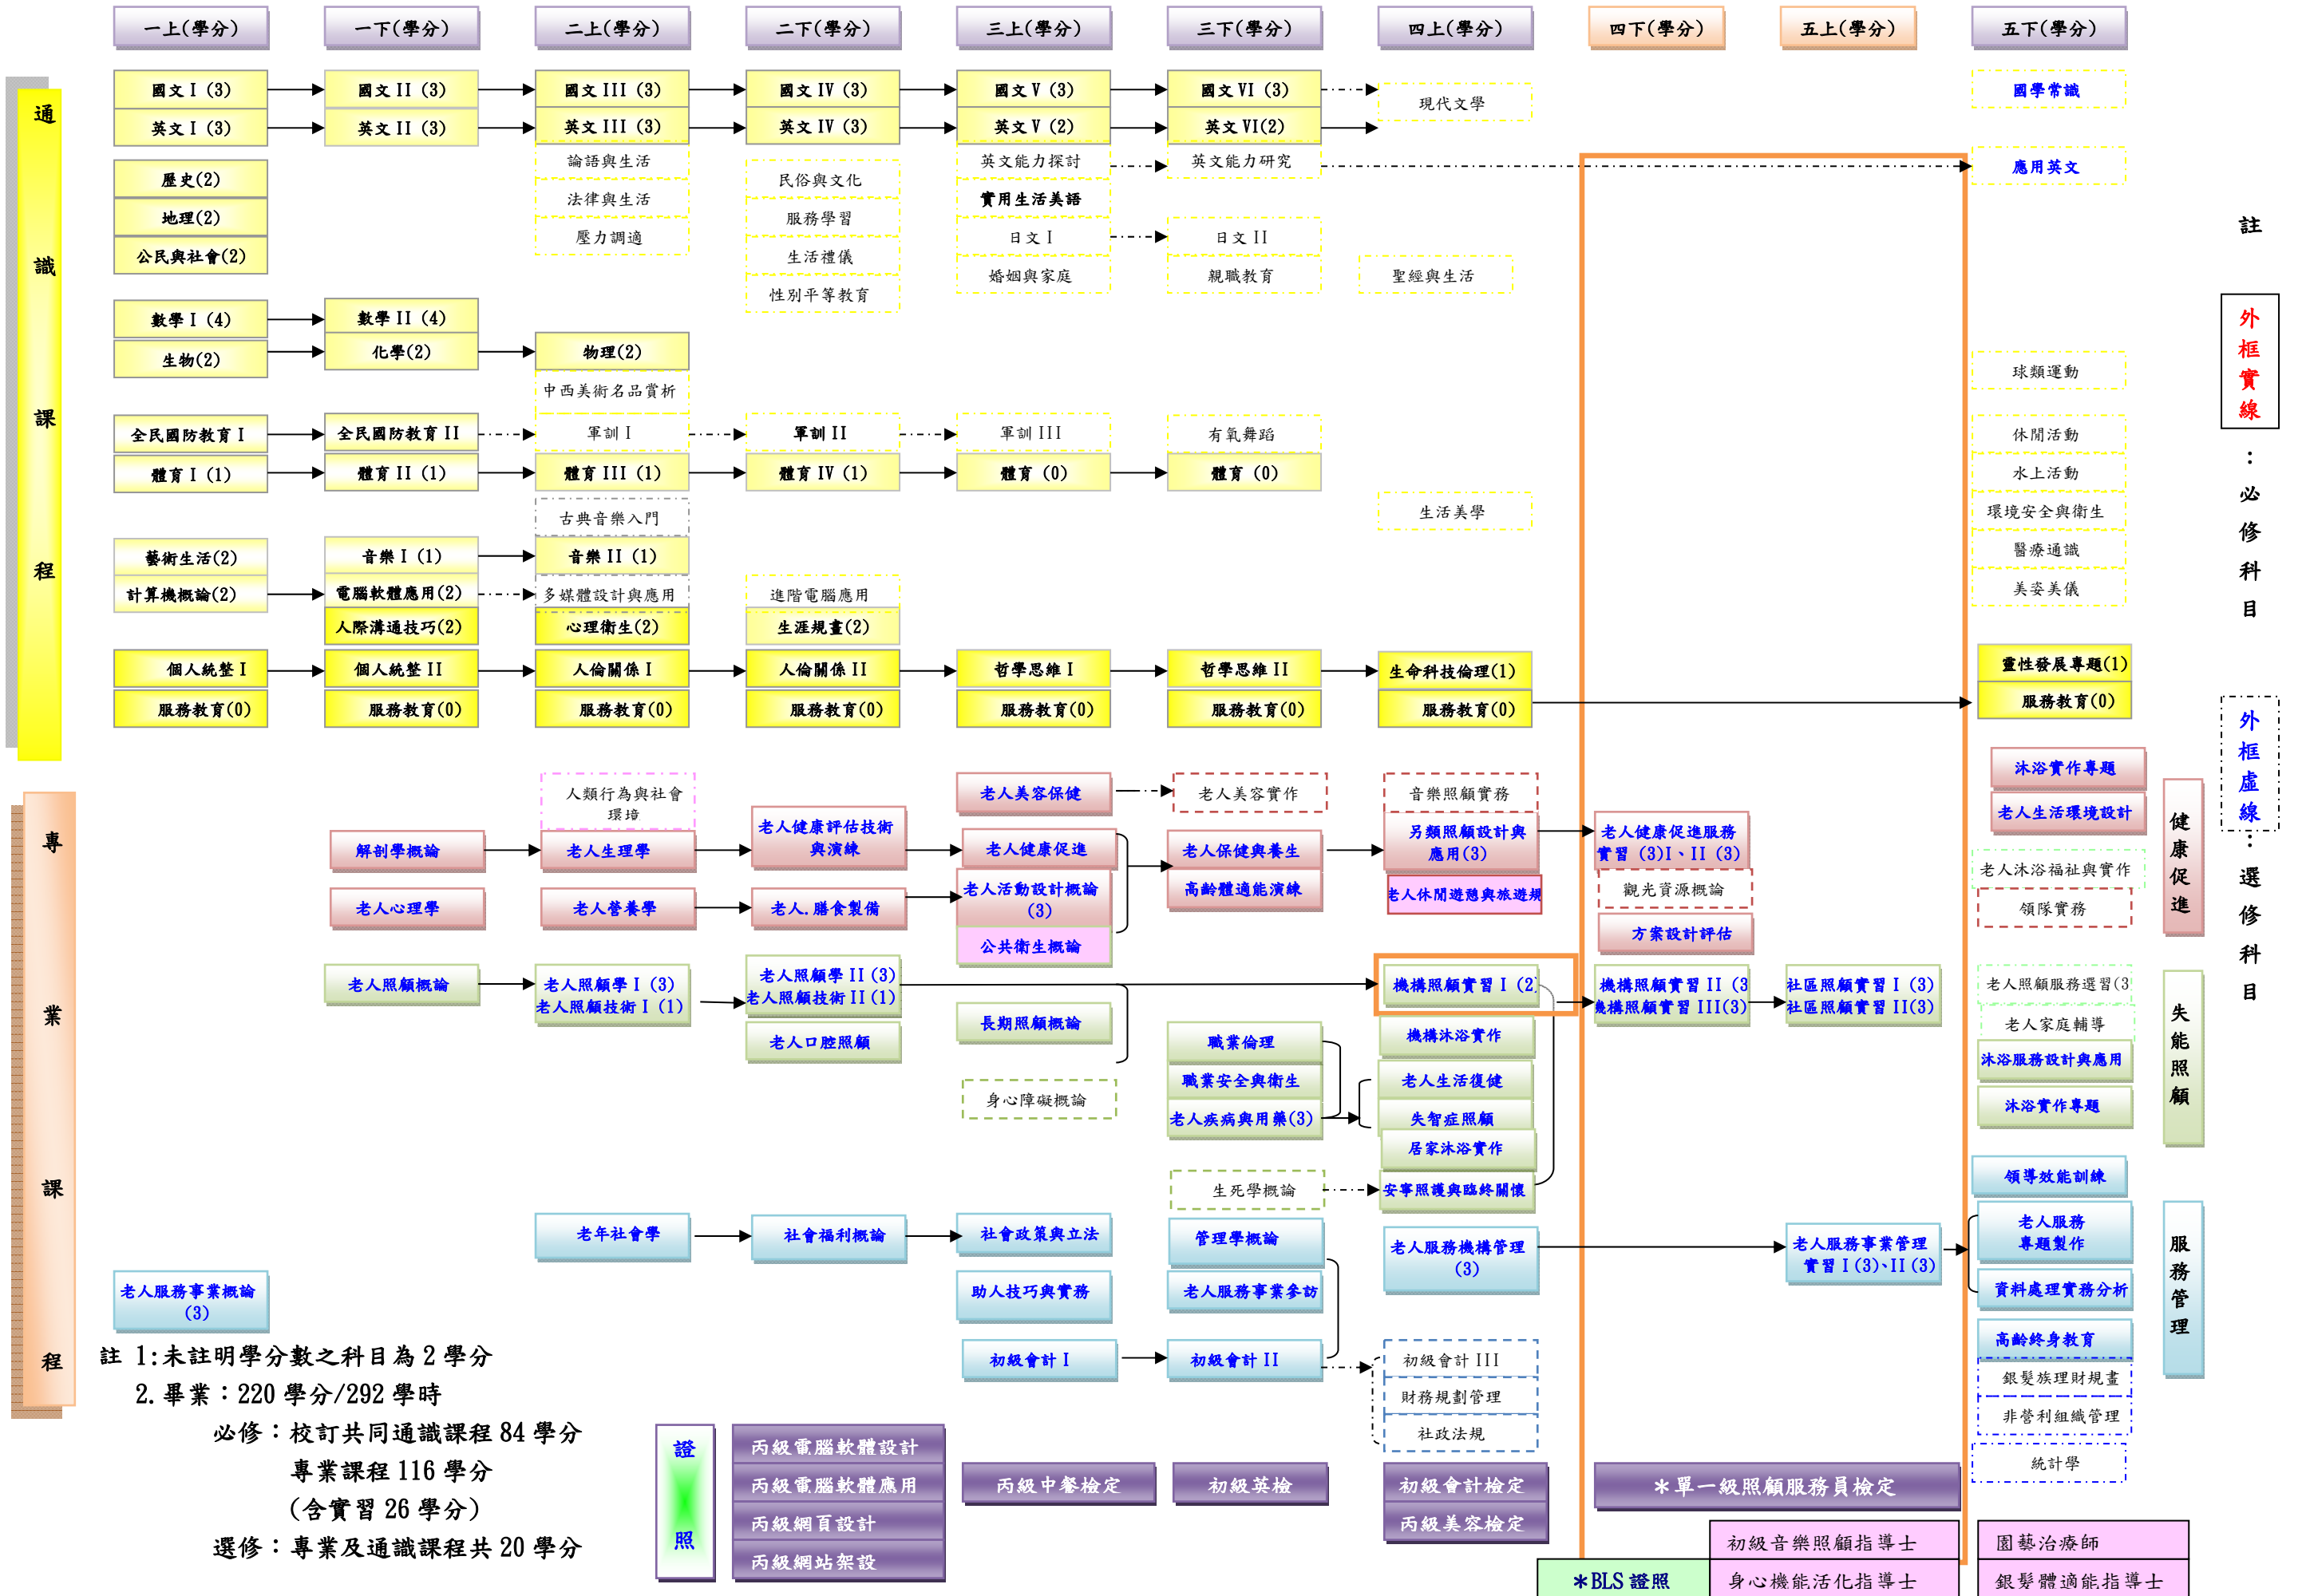 一上(學分)
一下(學分)
二上(學分)
二下(學分)
三上(學分)
三下(學分)
四上(學分)
四下(學分)
五上(學分)
五下(學分)
通識課程
國文 I (3)
國文 II (3)
國文 III (3)
國文 IV (3)
國文 V (3)
國文 VI (3)
現代文學
國學常識
英文 I (3)
英文 II (3)
英文 III (3)
英文 IV (3)
英文 V (2)
英文 VI(2)
論語與生活
英文能力探討
英文能力研究
應用英文
歷史(2)
民俗與文化
法律與生活
實用生活美語
地理(2)
服務學習
壓力調適
日文 I
日文 II
公民與社會(2)
生活禮儀
婚姻與家庭
親職教育
聖經與生活
性別平等教育
數學 I (4)
數學 II (4)
生物(2)
化學(2)
物理(2)
中西美術名品賞析
球類運動
全民國防教育 I
全民國防教育 II
軍訓 I
軍訓 II
軍訓 III
有氧舞蹈
休閒活動
體育 I (1)
體育 II (1)
體育 III (1)
體育 IV (1)
體育 (0)
體育 (0)
水上活動
古典音樂入門
生活美學
環境安全與衛生
藝術生活(2)
音樂 I (1)
音樂 II (1)
醫療通識
計算機概論(2)
電腦軟體應用(2)
多媒體設計與應用
進階電腦應用
美姿美儀
人際溝通技巧(2)
心理衛生(2)
生涯規畫(2)
個人統整 I
個人統整 II
人倫關係 I
人倫關係 II
哲學思維 I
哲學思維 II
生命科技倫理(1)
靈性發展專題(1)
服務教育(0)
服務教育(0)
服務教育(0)
服務教育(0)
服務教育(0)
服務教育(0)
服務教育(0)
服務教育(0)
註
外框實線
：必修科目
外框虛線
：選修科目
專業課程
健康促進
沐浴實作專題
人類行為與社會
環境
老人美容保健
老人美容實作
音樂照顧實務
老人生活環境設計
解剖學概論
老人生理學
老人健康評估技術
與演練
老人健康促進
老人保健與養生
另類照顧設計與
應用(3)
老人健康促進服務
實習 (3)I、II (3)
老人沐浴福祉與實作
老人心理學
老人營養學
老人.膳食製備
老人活動設計概論
(3)
高齡體適能演練
老人休閒遊憩與旅遊規
觀光資源概論
領隊實務
公共衛生概論
方案設計評估
失能照顧
老人照顧概論
老人照顧學 I (3)
老人照顧技術 I (1)
老人照顧學 II (3)
老人照顧技術 II (1)
機構照顧實習 I (2
機構照顧實習 II (3
機構照顧實習 III(3)
社區照顧實習 I (3)
社區照顧實習 II(3)
老人照顧服務選習(3
老人口腔照顧
長期照顧概論
職業倫理
機構沐浴實作
老人家庭輔導
身心障礙概論
職業安全與衛生
老人生活復健
沐浴服務設計與應用
老人疾病與用藥(3)
失智症照顧
沐浴實作專題
居家沐浴實作
生死學概論
安寧照護與臨終關懷
服務管理
領導效能訓練
老年社會學
社會福利概論
社會政策與立法
管理學概論
老人服務機構管理
(3)
老人服務事業管理
實習 I (3)、II (3)
老人服務
專題製作
老人服務事業概論
(3)
助人技巧與實務
老人服務事業參訪
資料處理實務分析
初級會計 I
初級會計 II
初級會計 III
高齡終身教育
財務規劃管理
銀髮族理財規畫
社政法規
非營利組織管理
統計學
註 1:未註明學分數之科目為 2 學分
2.畢業：220 學分/292 學時
必修：校訂共同通識課程 84 學分
專業課程 116 學分
(含實習 26 學分)
選修：專業及通識課程共 20 學分
證照
丙級電腦軟體設計
丙級電腦軟體應用
丙級網頁設計
丙級網站架設
丙級中餐檢定
初級英檢
初級會計檢定
丙級美容檢定
＊單一級照顧服務員檢定
初級音樂照顧指導士
園藝治療師
＊BLS 證照
身心機能活化指導士
銀髮體適能指導士